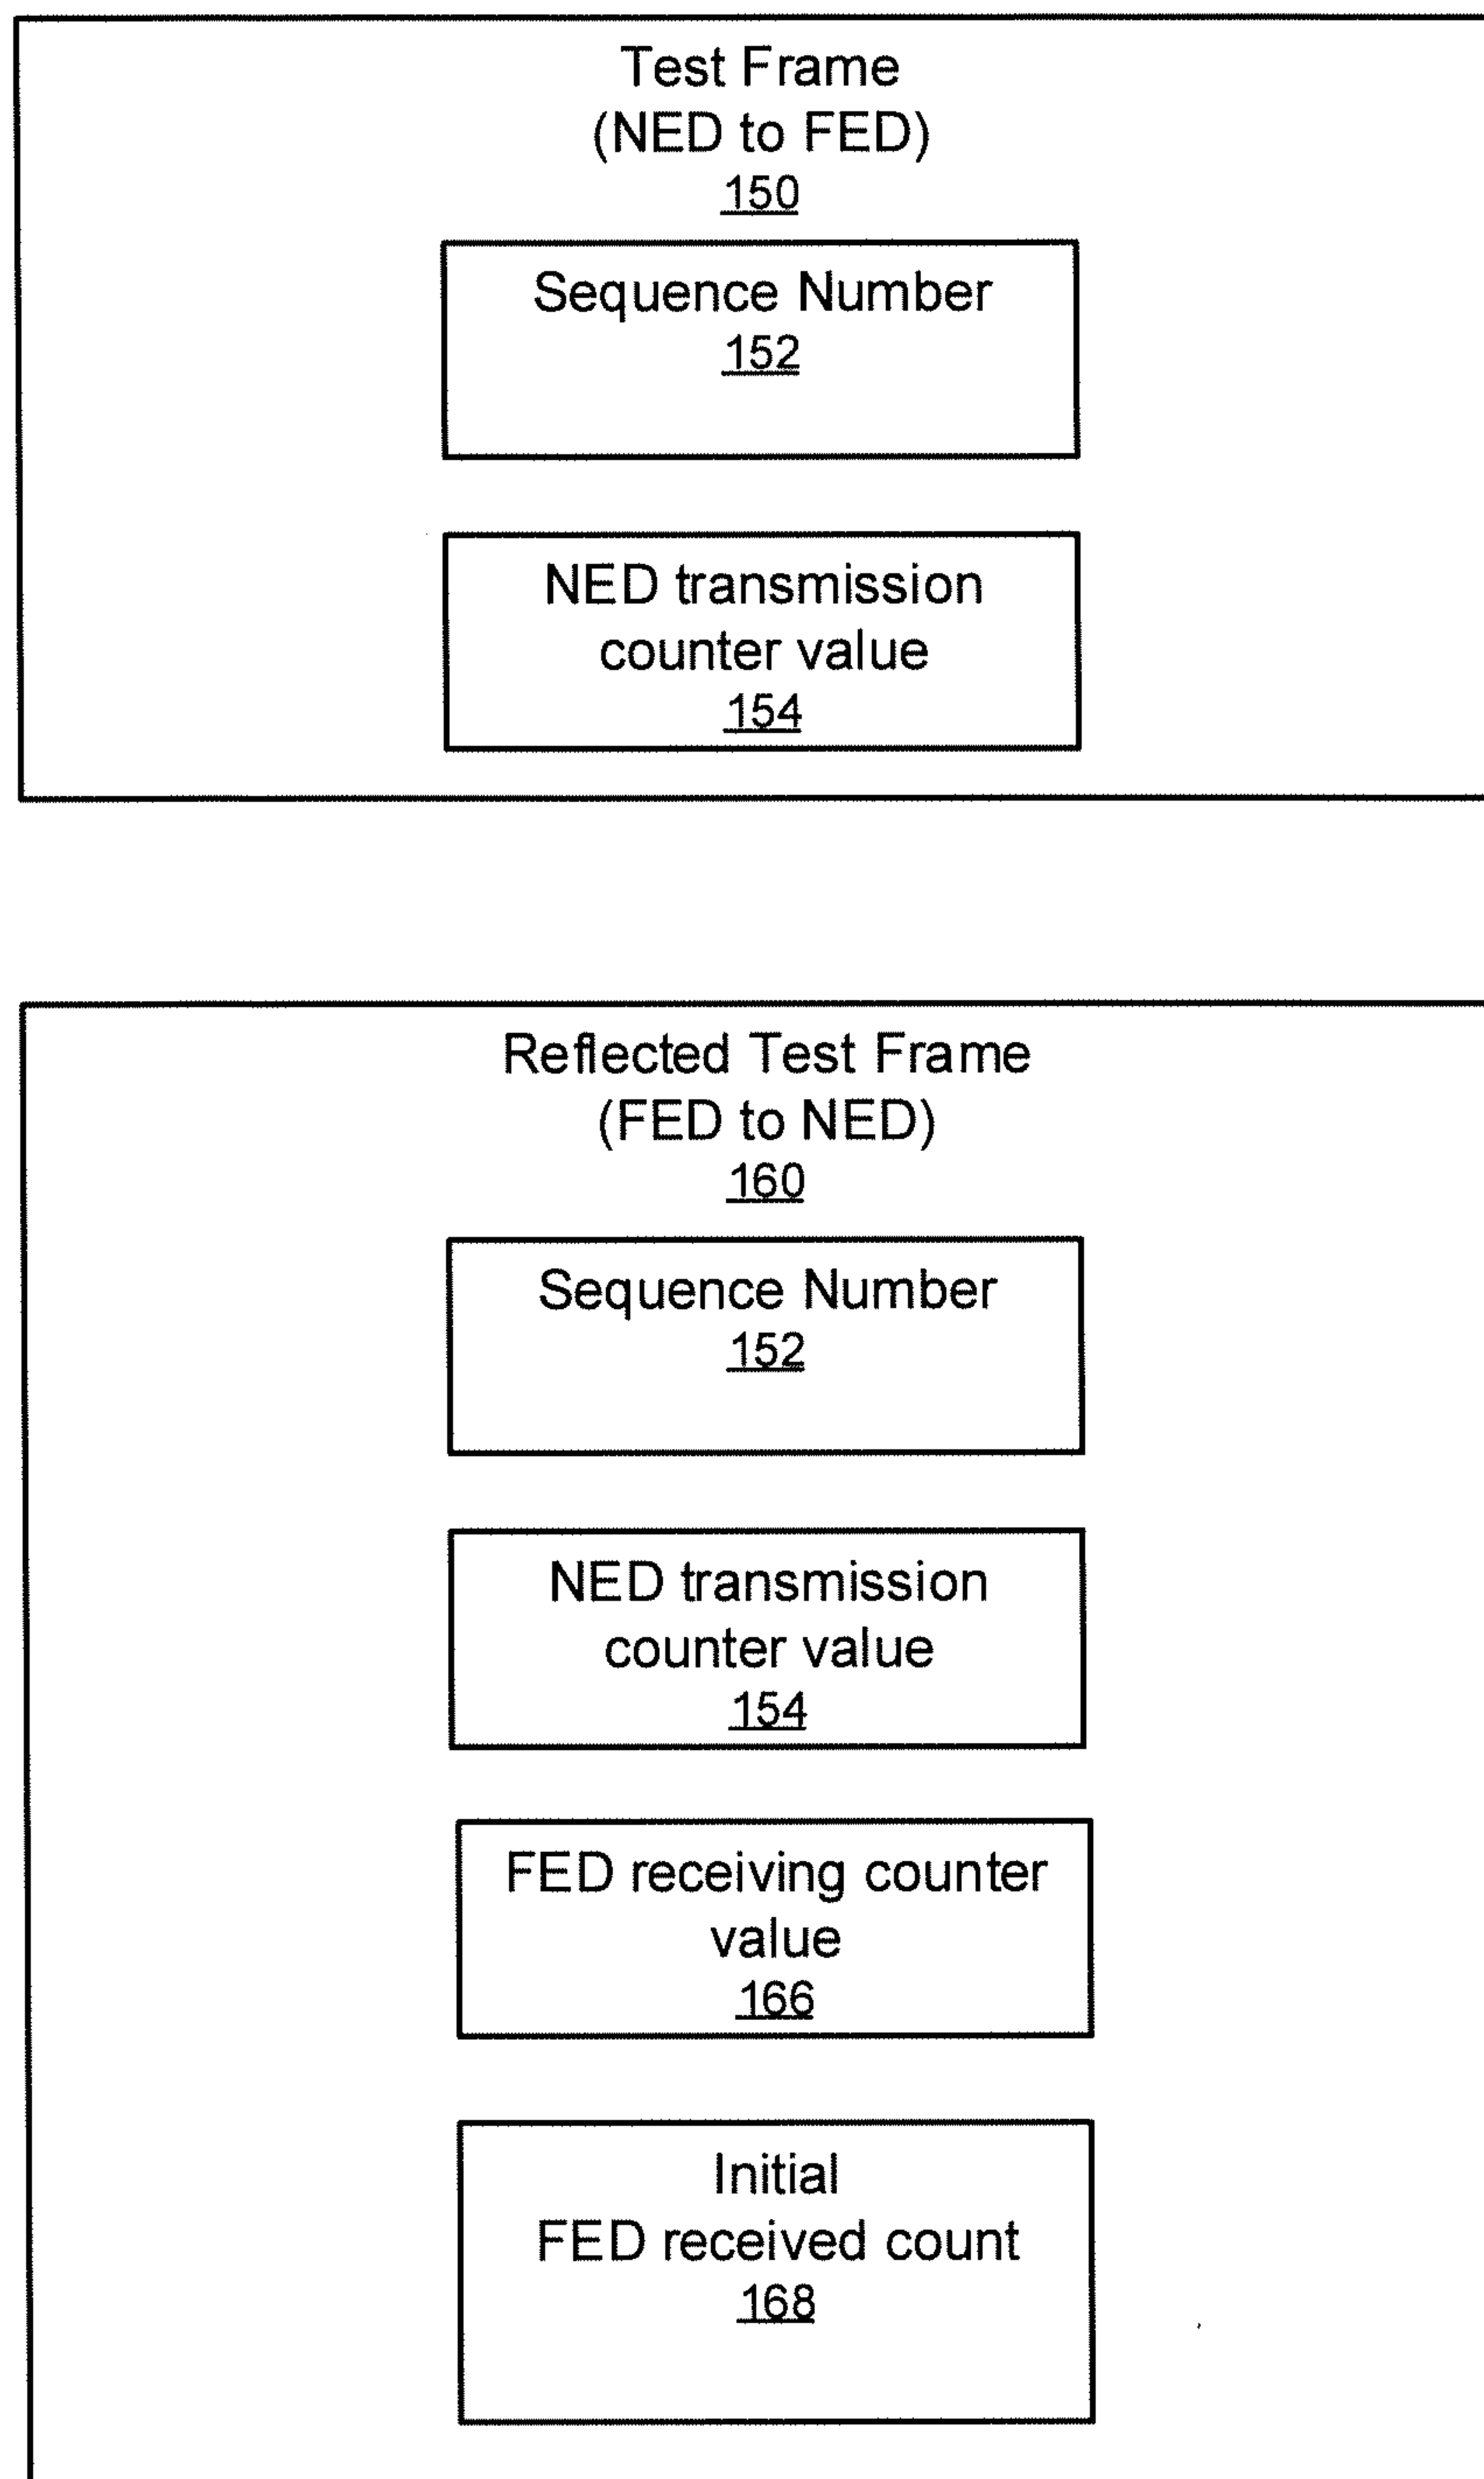 Test Frame
(NED to FED)
150
Sequence Number
152
NED transmission
counter value
154
Reflected Test Frame
(FED to NED)
160
Sequence Number
152
NED transmission
counter value
154
FED receiving counter
value
166
Initial
FED received count
168